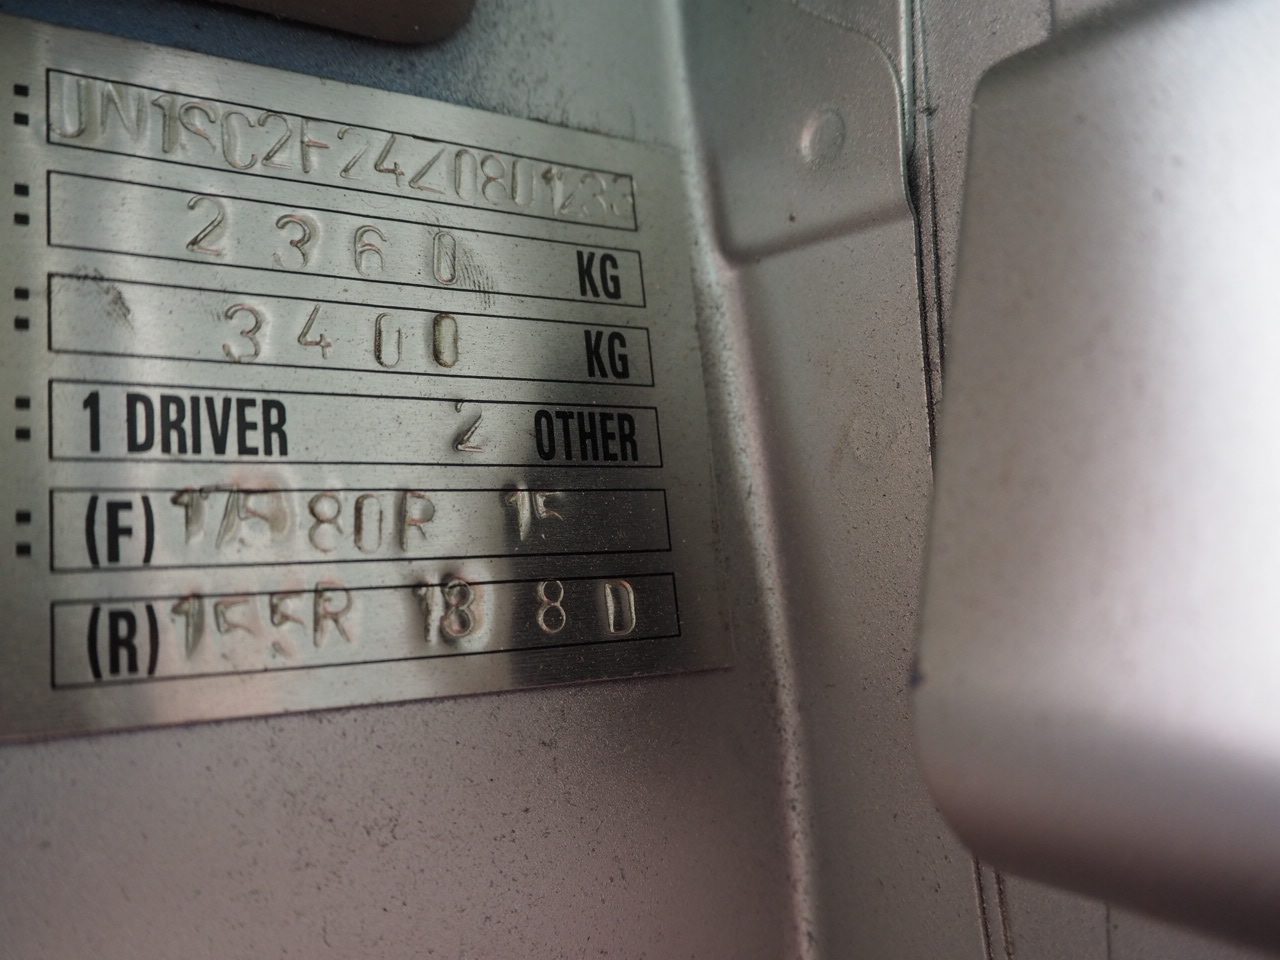 JN1SC2F24Z0801233
2360 KG
3400 KG
1 DRIVER 2 OTHER
(F) 175 80R 15
(R) 155R 13 8 D